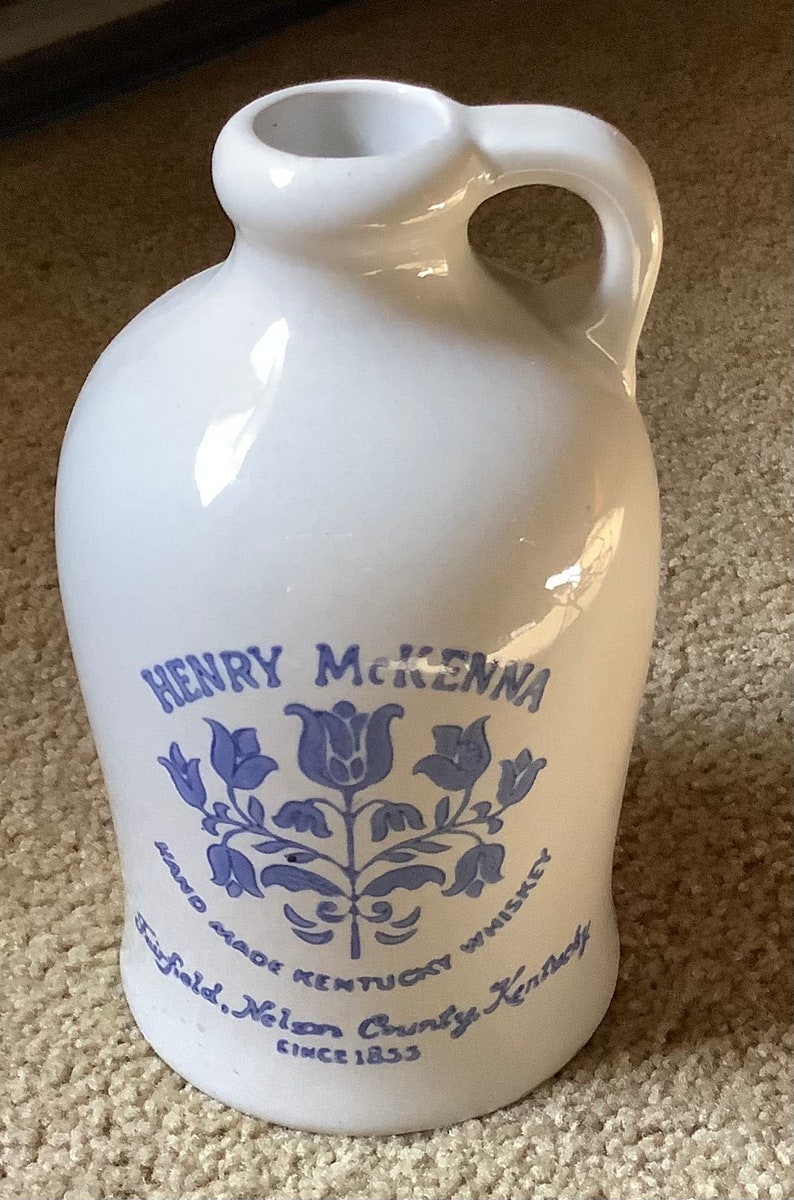 HENRY McKENNA
HAND MADE KENTUCKY WHISKEY
Fairfield, Nelson County, Kentucky
SINCE 1855